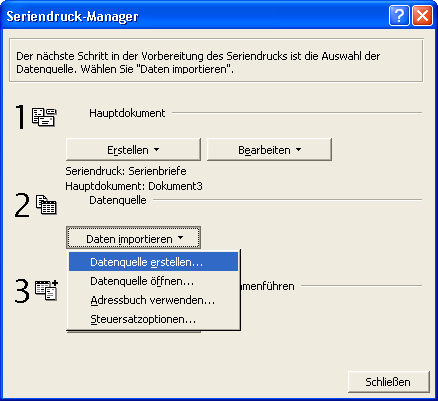 Seriendruck-Manager
Der nächste Schritt in der Vorbereitung des Seriendrucks ist die Auswahl der
Datenquelle. Wählen Sie "Daten importieren".
1 Hauptdokument
Erstellen Bearbeiten
Seriendruck: Serienbriefe
Hauptdokument: Dokument3
2 Datenquelle
Daten importieren
Datenquelle erstellen...
Datenquelle öffnen...
3 Adressbuch verwenden... menführen
Steuersatzoptionen...
Schließen